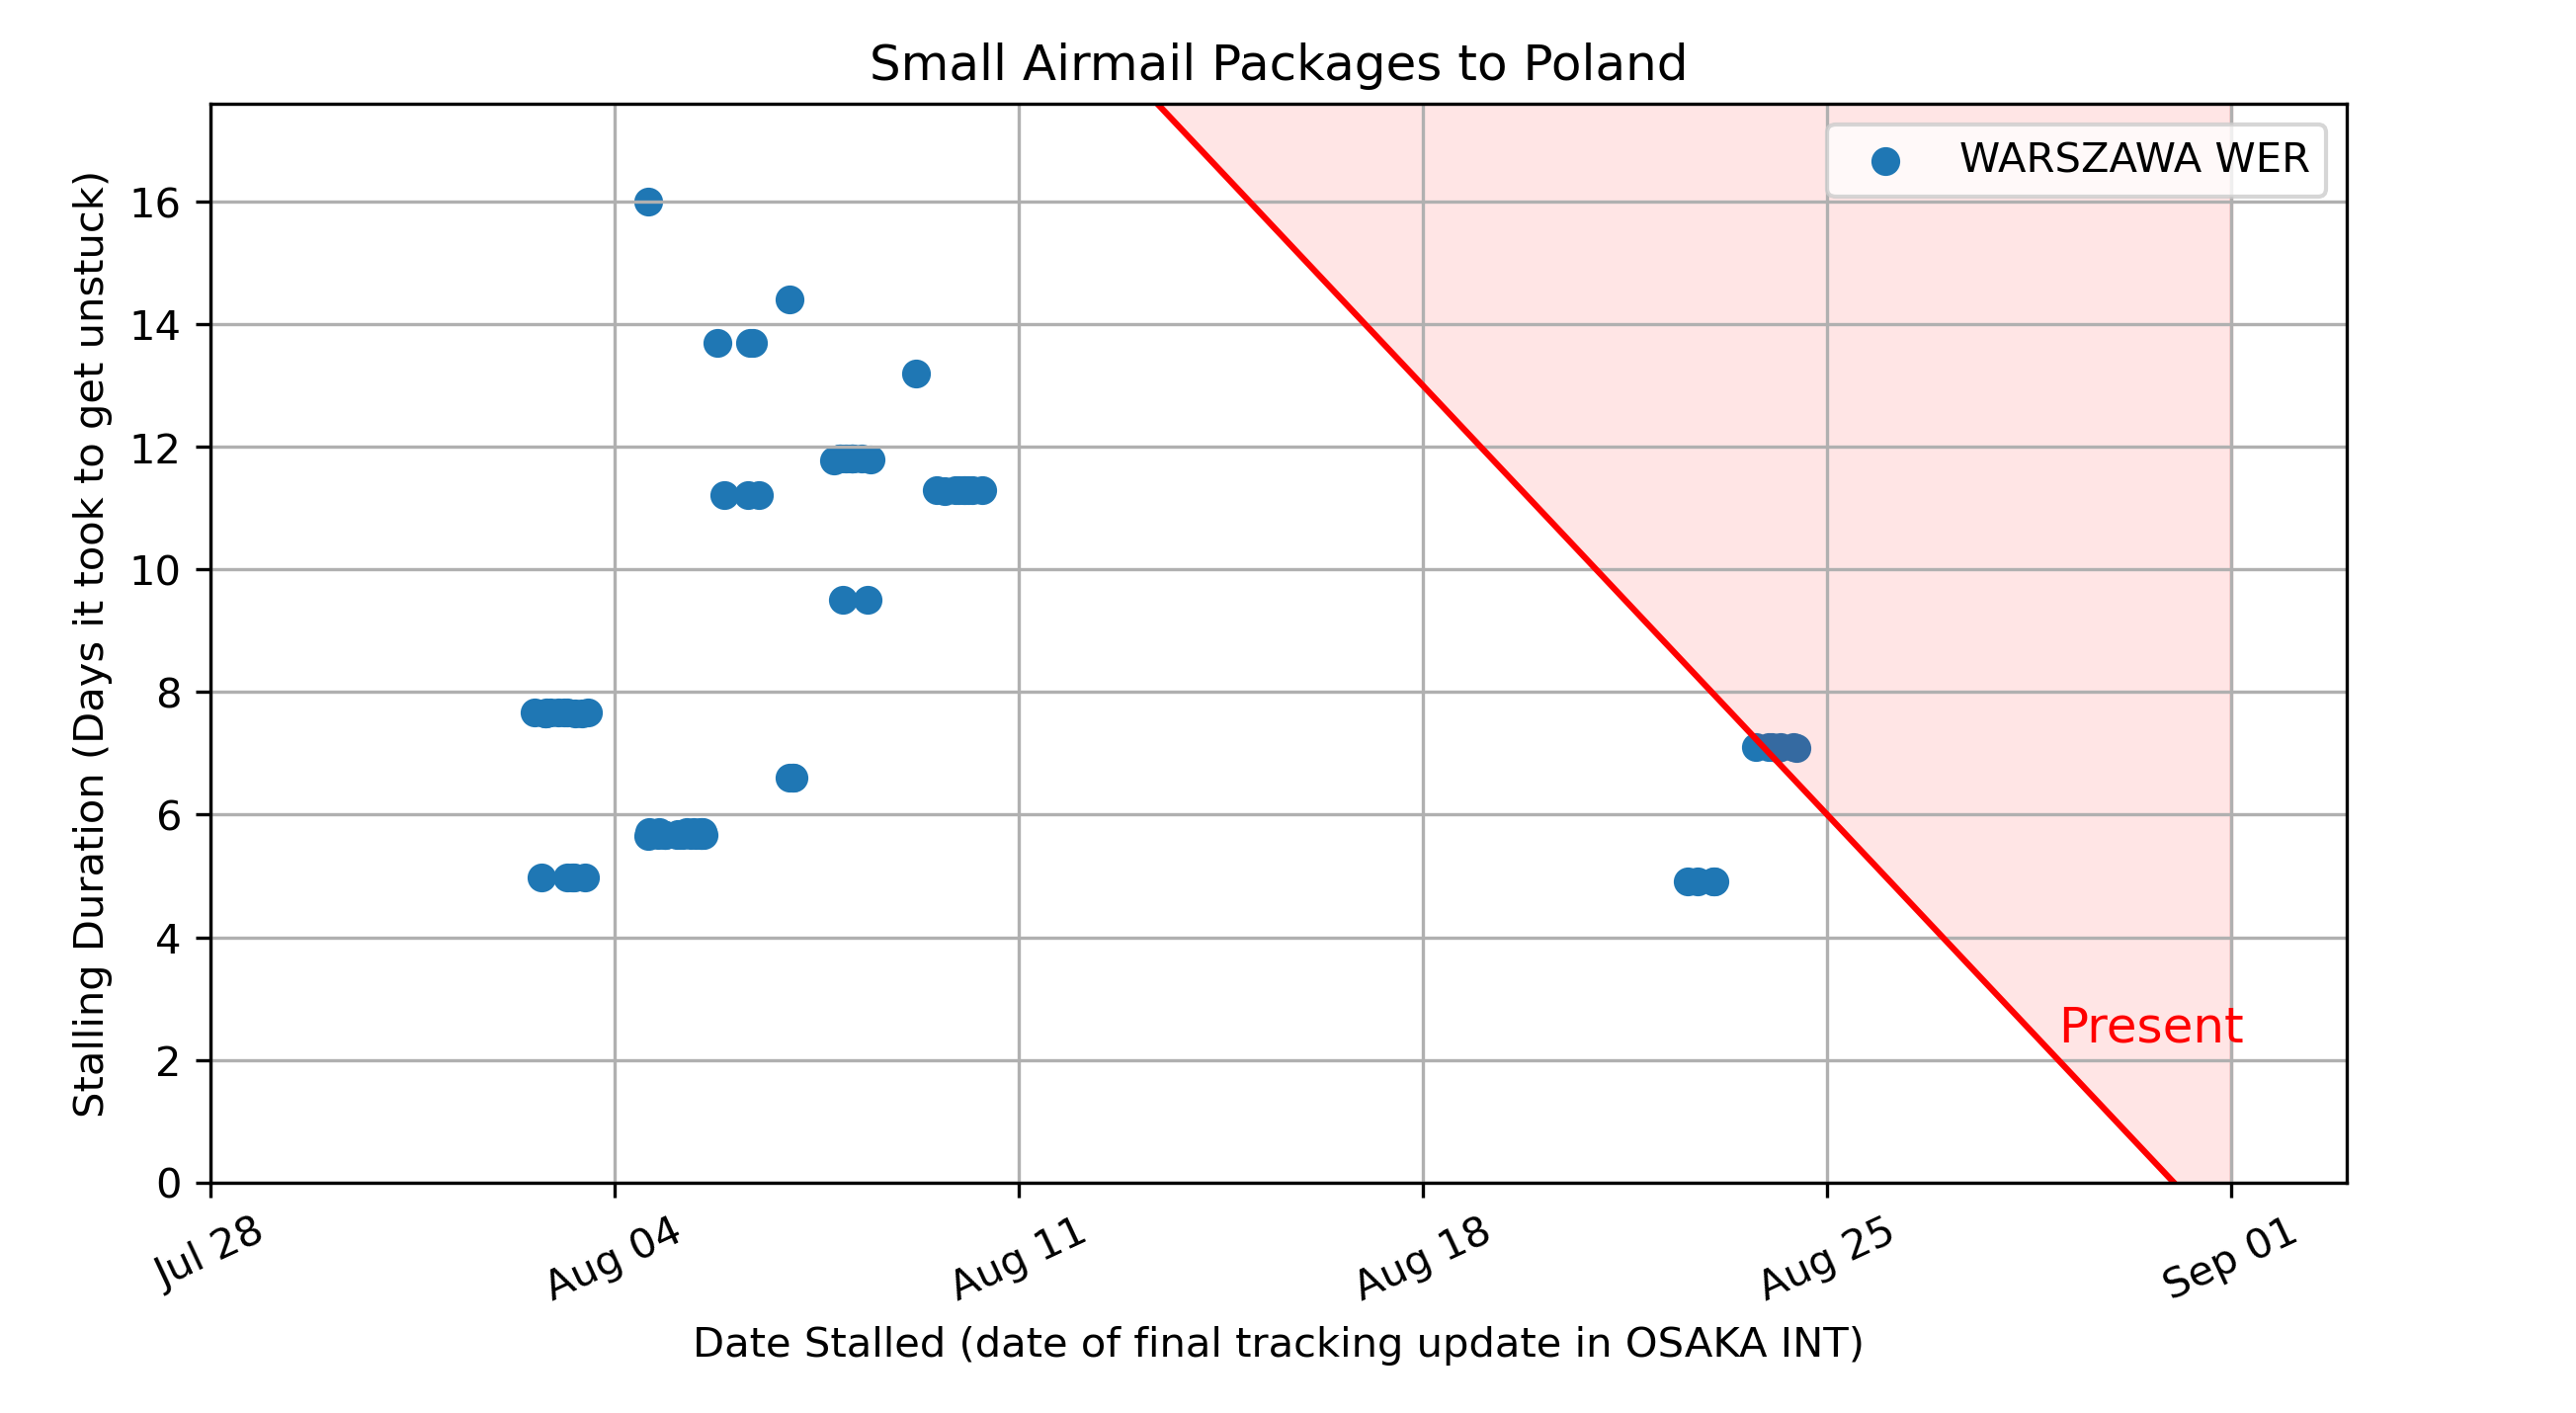 Small Airmail Packages to Poland
WARSZAWA WER
Stalling Duration (Days it took to get unstuck)
16
14
12
10
8
6
4
2
0
Present
Jul 28
Aug 04
Aug 11
Aug 18
Aug 25
Sep 01
Date Stalled (date of final tracking update in OSAKA INT)